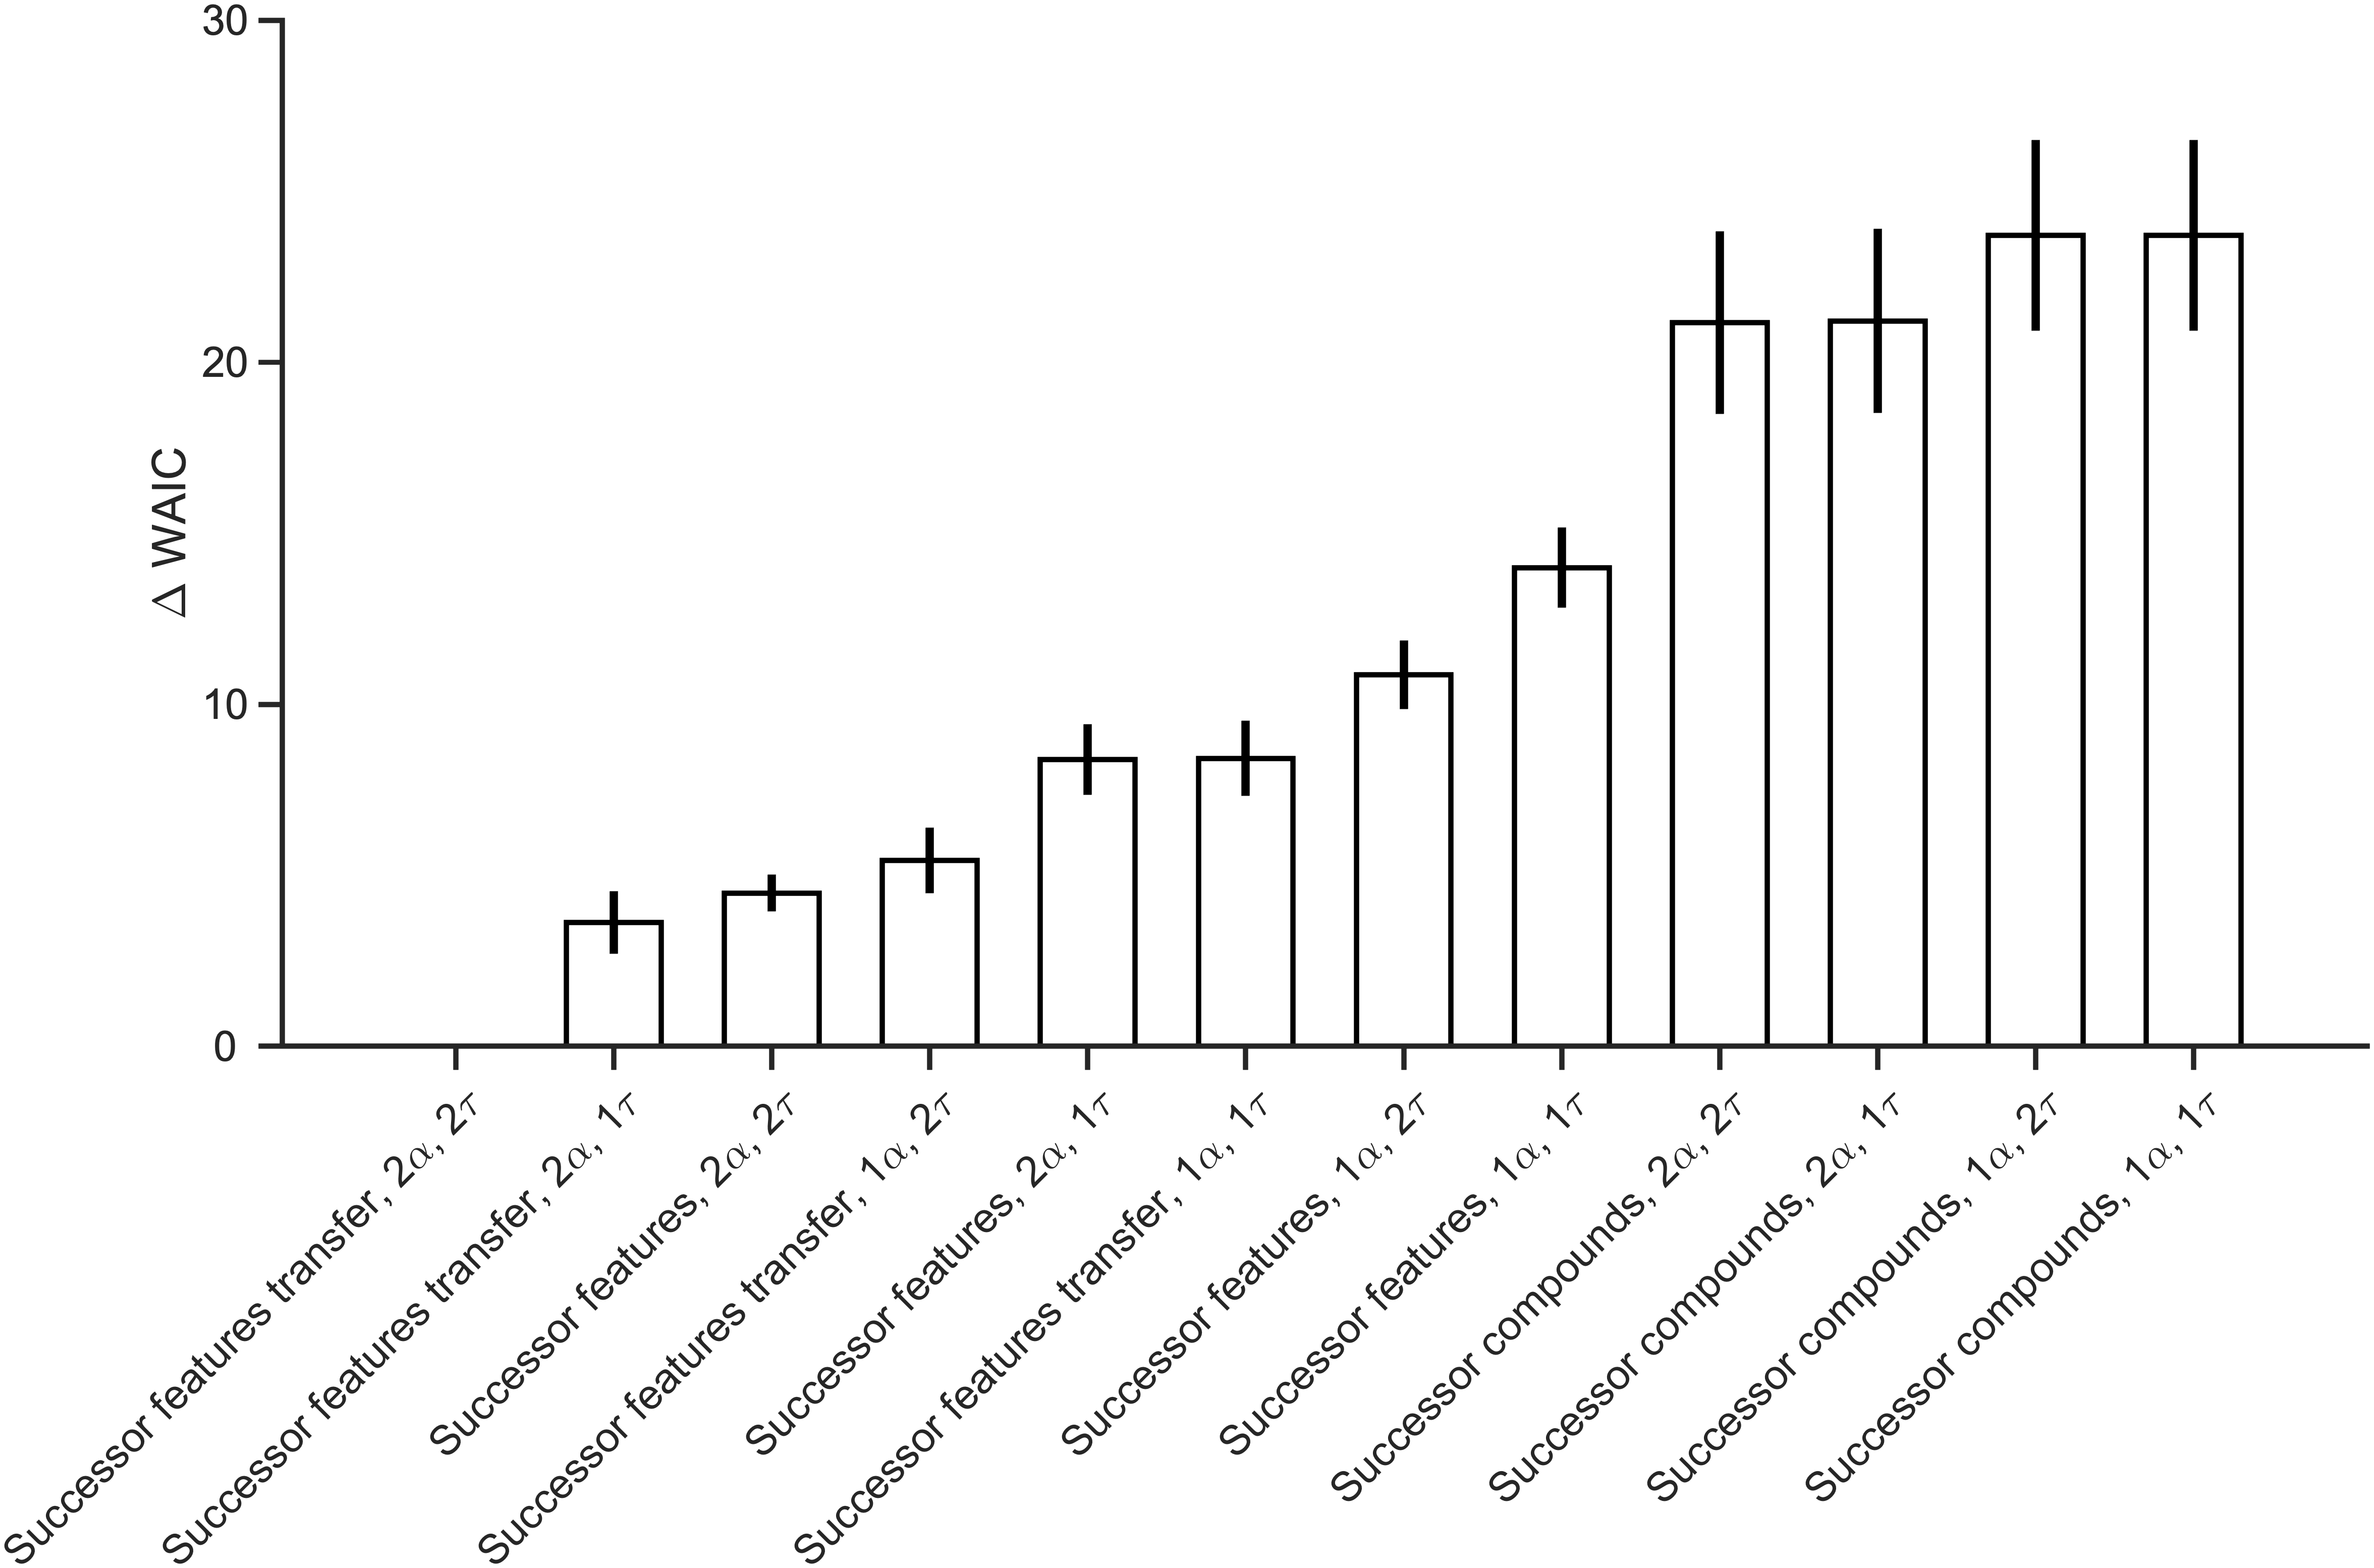 30
20
10
0
Δ WAIC
Successor features transfer, 2α, 2τ
Successor features transfer, 2α, 1τ
Successor features, 2α, 2τ
Successor features transfer, 1α, 2τ
Successor features, 2α, 1τ
Successor features transfer, 1α, 1τ
Successor features, 1α, 2τ
Successor features, 1α, 1τ
Successor compounds, 2α, 2τ
Successor compounds, 2α, 1τ
Successor compounds, 1α, 2τ
Successor compounds, 1α, 1τ